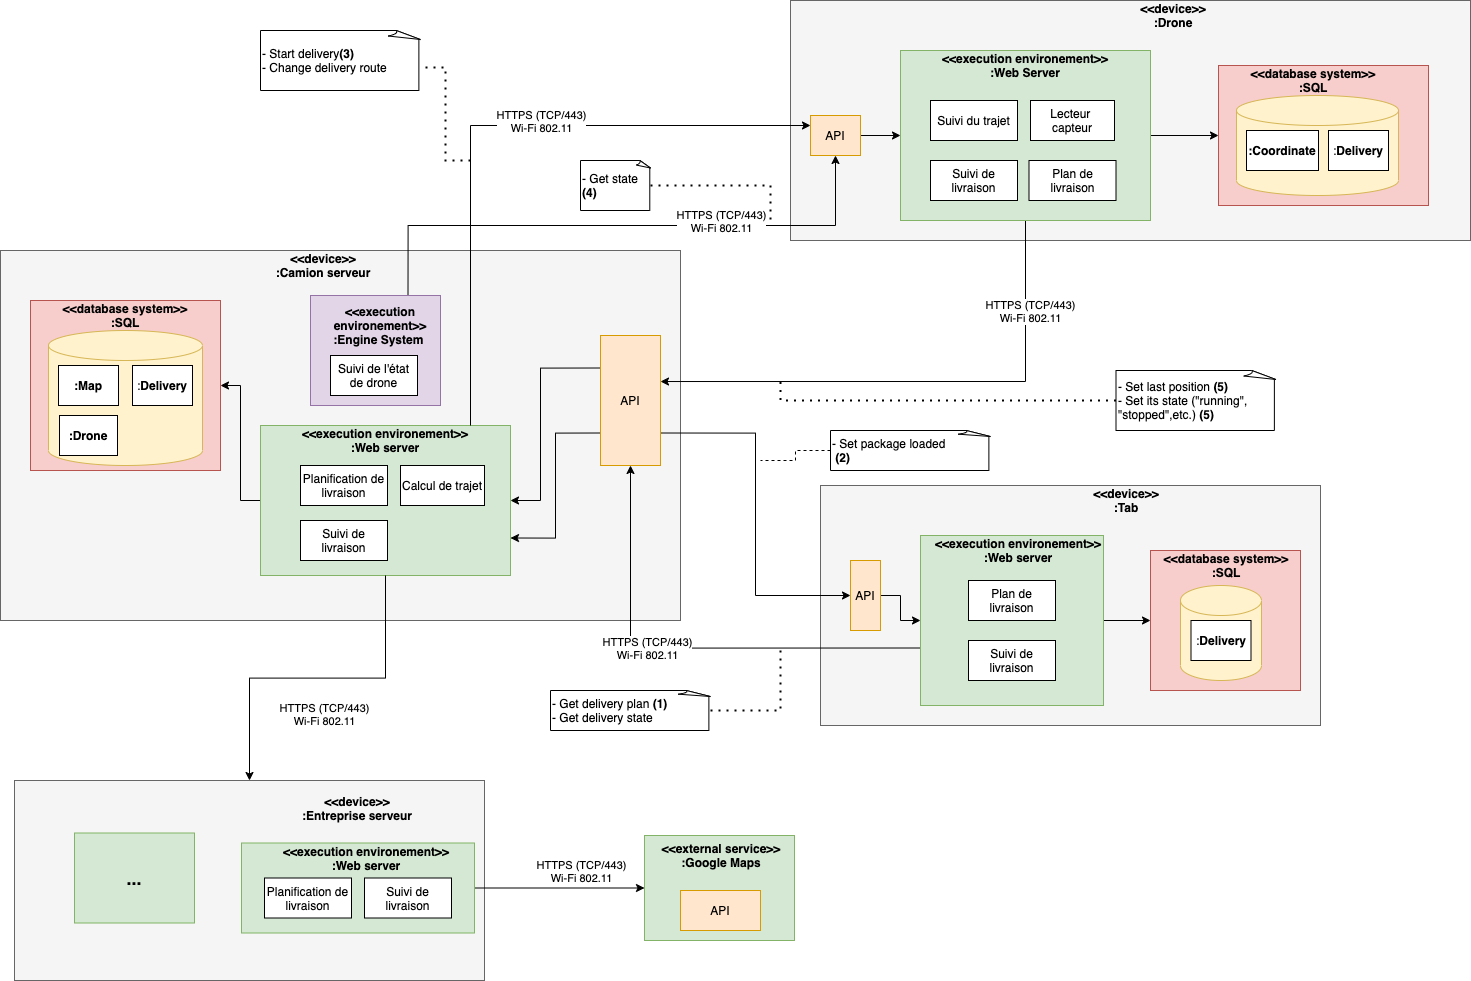 <<device>>
:Drone
- Start delivery(3)
- Change delivery route
<<execution environement>>
:Web Server
Suivi du trajet
Lecteur
capteur
Suivi de
livraison
Plan de
livraison
<<database system>>
:SQL
:Coordinate
:Delivery
HTTPS (TCP/443)
Wi-Fi 802.11
API
- Get state
(4)
HTTPS (TCP/443)
Wi-Fi 802.11
<<device>>
:Camion serveur
<<database system>>
:SQL
:Map
:Delivery
:Drone
<<execution
environement>>
:Engine System
Suivi de l'état
de drone
API
HTTPS (TCP/443)
Wi-Fi 802.11
- Set last position (5)
- Set its state ("running",
"stopped",etc.) (5)
<<execution environement>>
:Web server
Planification de
livraison
Calcul de trajet
Suivi de
livraison
- Set package loaded
(2)
<<device>>
:Tab
API
<<execution environement>>
:Web server
Plan de
livraison
Suivi de
livraison
<<database system>>
:SQL
:Delivery
HTTPS (TCP/443)
Wi-Fi 802.11
- Get delivery plan (1)
- Get delivery state
HTTPS (TCP/443)
Wi-Fi 802.11
<<device>>
:Entreprise serveur
...
<<execution environement>>
:Web server
Planification de
livraison
Suivi de
livraison
HTTPS (TCP/443)
Wi-Fi 802.11
<<external service>>
:Google Maps
API